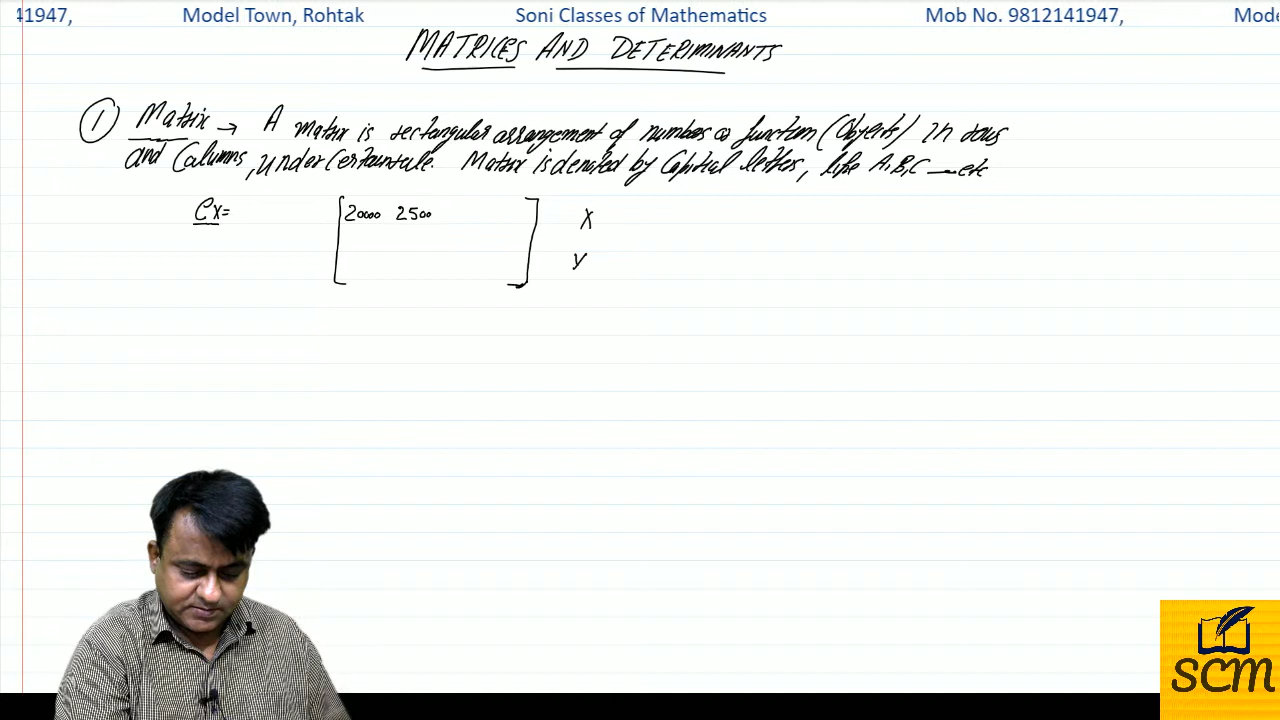 41947, Model Town, Rohtak Soni Classes of Mathematics Mob No. 9812141947, Mode
MATRICES AND DETERIMINANTS
① Matrix → A matrix is rectangular arrangement of numbers or function (Objects) in rows
and Columns, under certain rule. Matrix is denoted by Capital letters, like A, B, C — etc
Ex= [20000 2500 ] X
Y
SCM